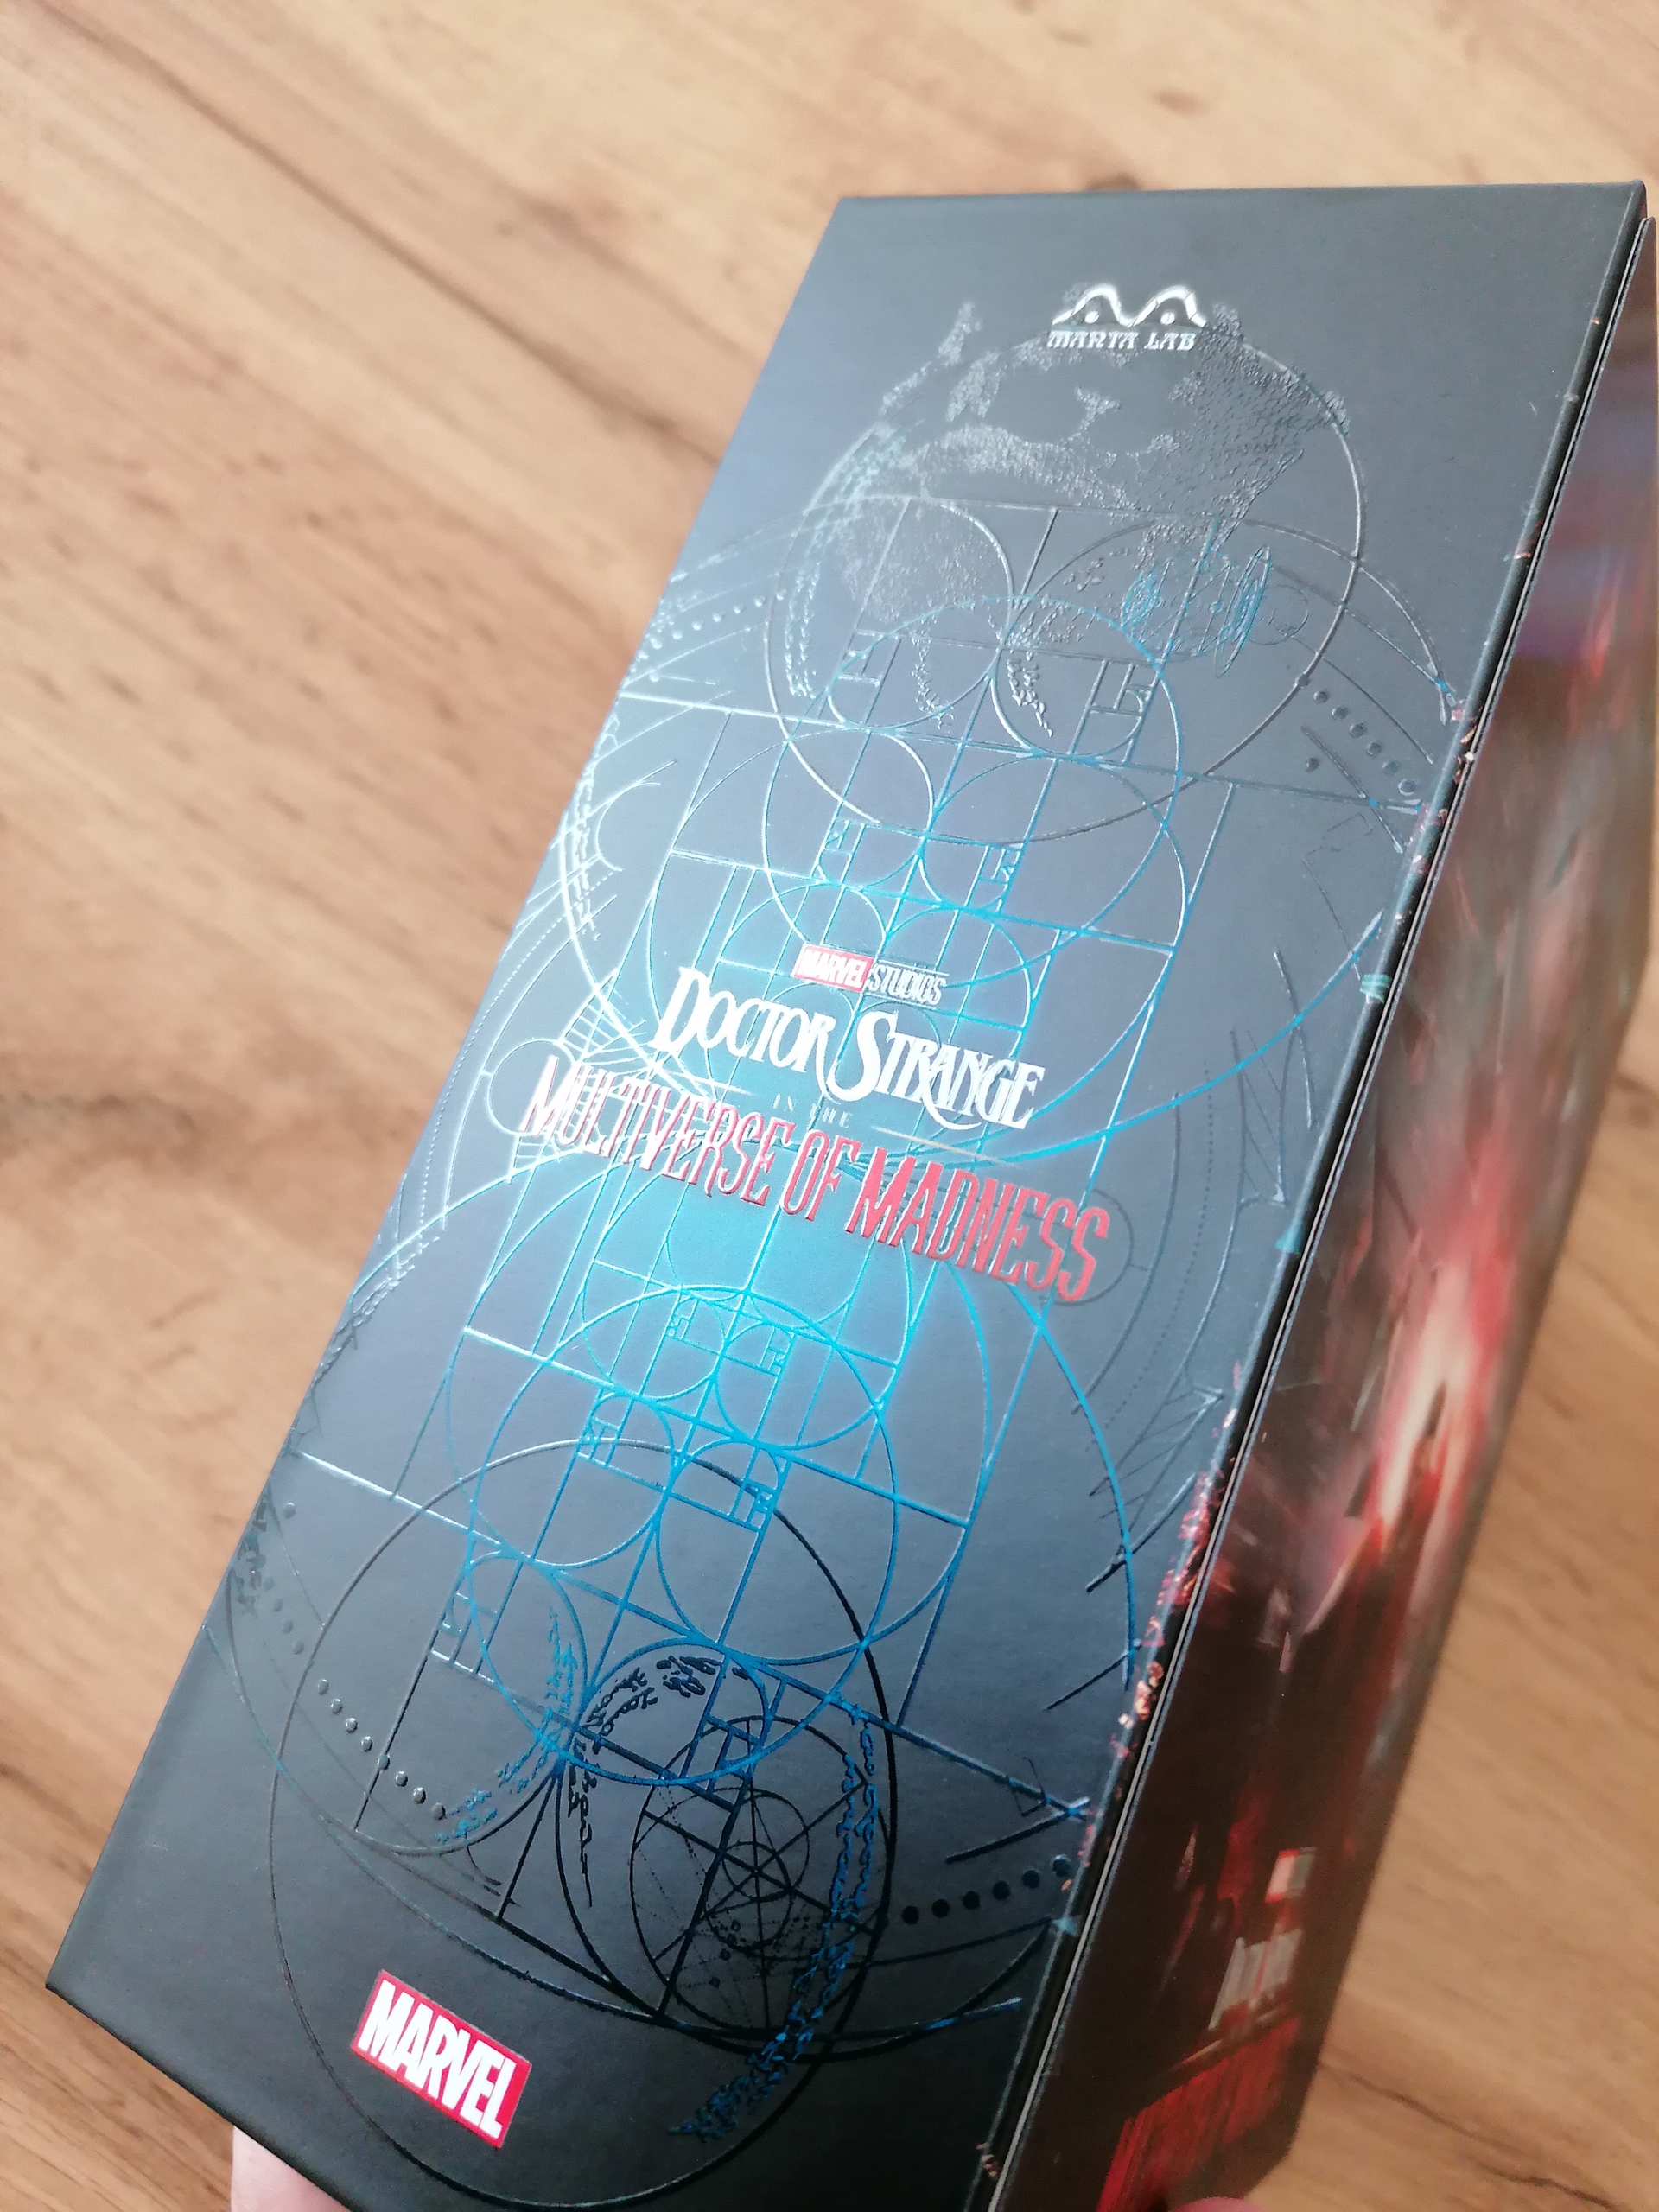 MANTA LAB
MARVEL STUDIOS
DOCTOR STRANGE
IN THE
MULTIVERSE OF MADNESS
MARVEL